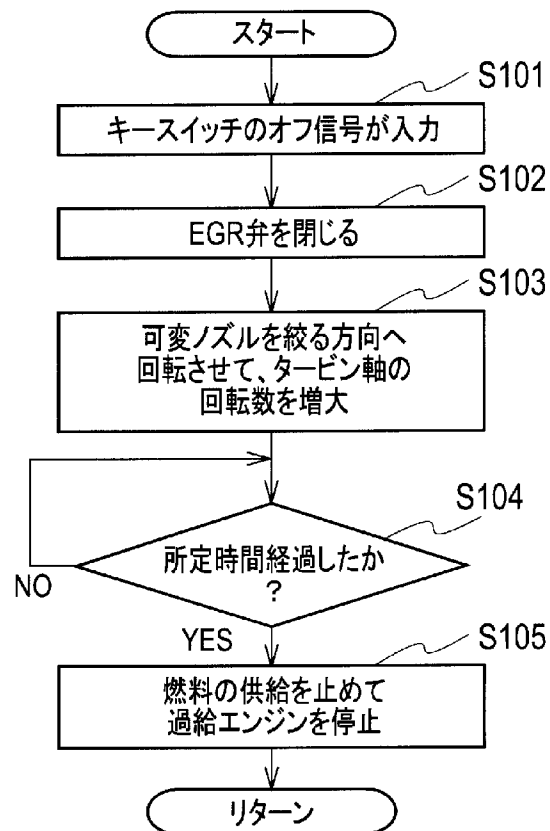 スタート
S101
キースイッチのオフ信号が入力
S102
EGR弁を閉じる
S103
可変ノズルを絞る方向へ
回転させて、タービン軸の
回転数を増大
S104
所定時間経過したか
?
NO
YES
S105
燃料の供給を止めて
過給エンジンを停止
リターン